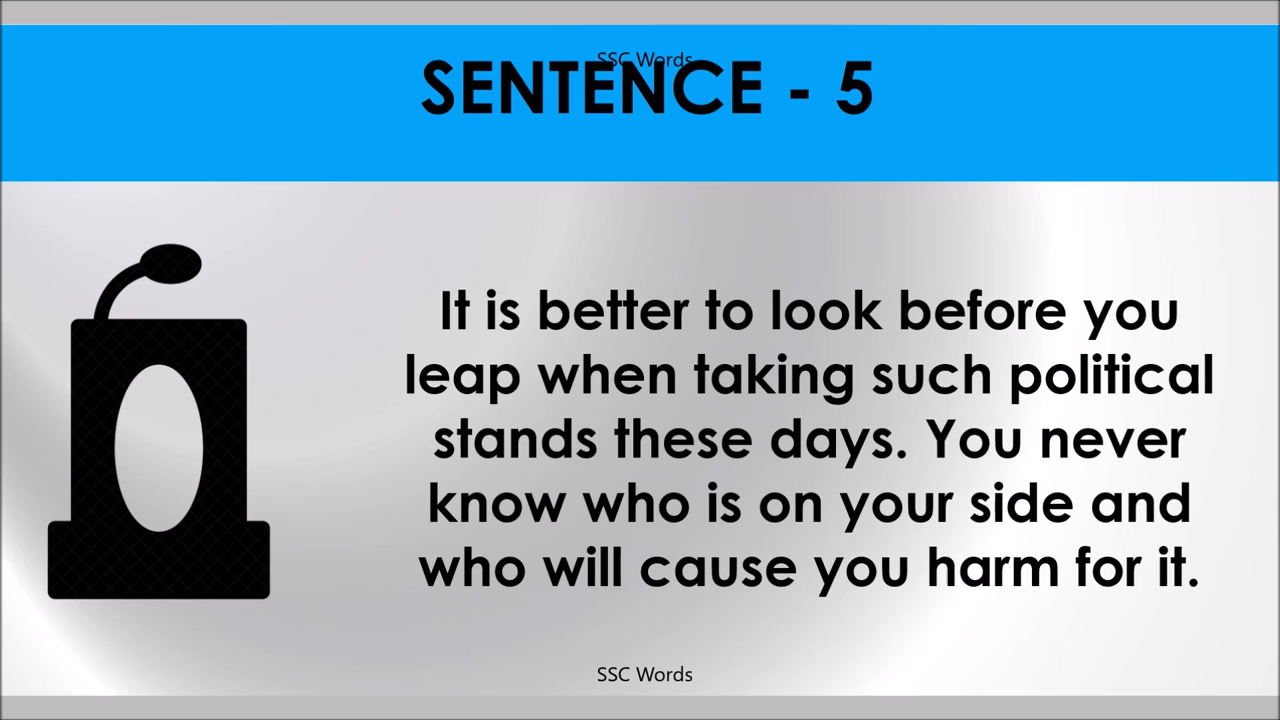 SSC Words
SENTENCE - 5
It is better to look before you
leap when taking such political
stands these days. You never
know who is on your side and
who will cause you harm for it.
SSC Words